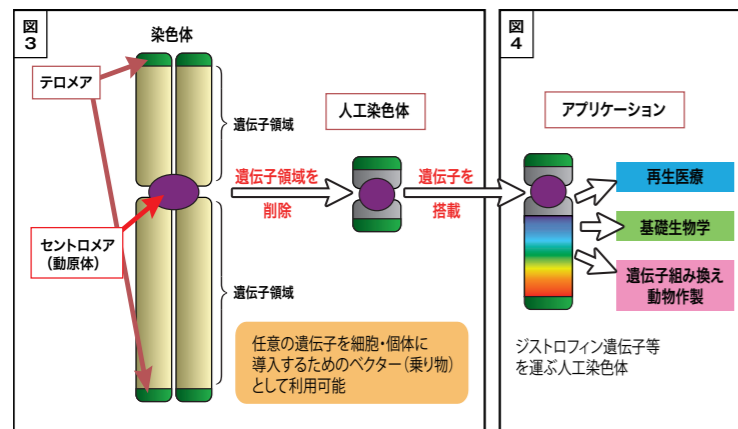 図
3
染色体
テロメア
遺伝子領域
人工染色体
遺伝子領域を
削除
遺伝子を
搭載
セントロメア
(動原体)
遺伝子領域
任意の遺伝子を細胞・個体に
導入するためのベクター(乗り物)
として利用可能
図
4
アプリケーション
再生医療
基礎生物学
遺伝子組み換え
動物作製
ジストロフィン遺伝子等
を運ぶ人工染色体